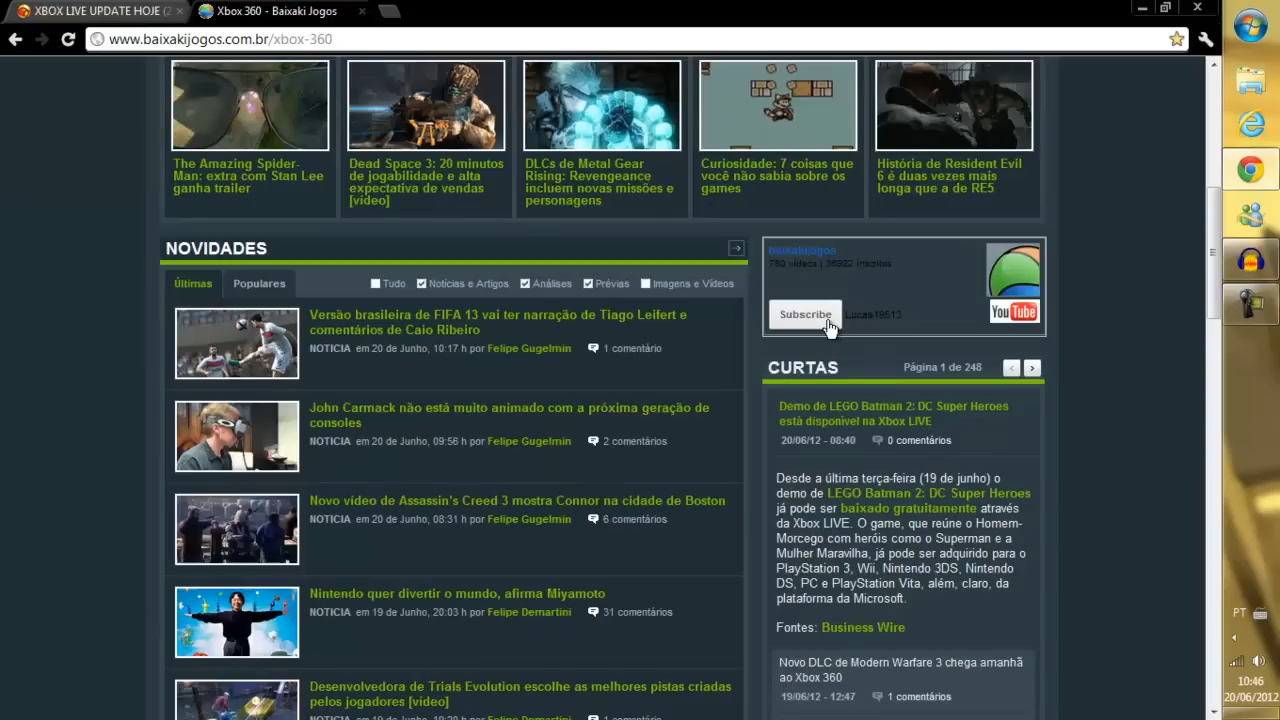 XBOX LIVE UPDATE HOJE (2
Xbox 360 - Baixaki Jogos
www.baixakijogos.com.br/xbox-360
The Amazing Spider-
Man: extra com Stan Lee
ganha trailer
Dead Space 3: 20 minutos
de jogabilidade e alta
expectativa de vendas
[vídeo]
DLCs de Metal Gear
Rising: Revengeance
incluem novas missões e
personagens
Curiosidade: 7 coisas que
você não sabia sobre os
games
História de Resident Evil
6 é duas vezes mais
longa que a de RE5
NOVIDADES
Últimas
Populares
Tudo
Notícias e Artigos
Análises
Prévias
Imagens e Vídeos
Versão brasileira de FIFA 13 vai ter narração de Tiago Leifert e
comentários de Caio Ribeiro
NOTICIA em 20 de Junho, 10:17 h por Felipe Gugelmin 1 comentário
John Carmack não está muito animado com a próxima geração de
consoles
NOTICIA em 20 de Junho, 09:56 h por Felipe Gugelmin 2 comentários
Novo vídeo de Assassin's Creed 3 mostra Connor na cidade de Boston
NOTICIA em 20 de Junho, 08:31 h por Felipe Gugelmin 6 comentários
Nintendo quer divertir o mundo, afirma Miyamoto
NOTICIA em 19 de Junho, 20:03 h por Felipe Demartini 31 comentários
Desenvolvedora de Trials Evolution escolhe as melhores pistas criadas
pelos jogadores [vídeo]
baixakijogos
Subscribe
Lucas19513
YouTube
CURTAS
Página 1 de 248
Demo de LEGO Batman 2: DC Super Heroes
está disponível na Xbox LIVE
20/06/12 - 08:40 0 comentários
Desde a última terça-feira (19 de junho) o
demo de LEGO Batman 2: DC Super Heroes
já pode ser baixado gratuitamente através
da Xbox LIVE. O game, que reúne o Homem-
Morcego com heróis como o Superman e a
Mulher Maravilha, já pode ser adquirido para o
PlayStation 3, Wii, Nintendo 3DS, Nintendo
DS, PC e PlayStation Vita, além, claro, da
plataforma da Microsoft.
Fontes: Business Wire
Novo DLC de Modern Warfare 3 chega amanhã
ao Xbox 360
19/06/12 - 12:47 1 comentários
PT
10:46
20/06/2012